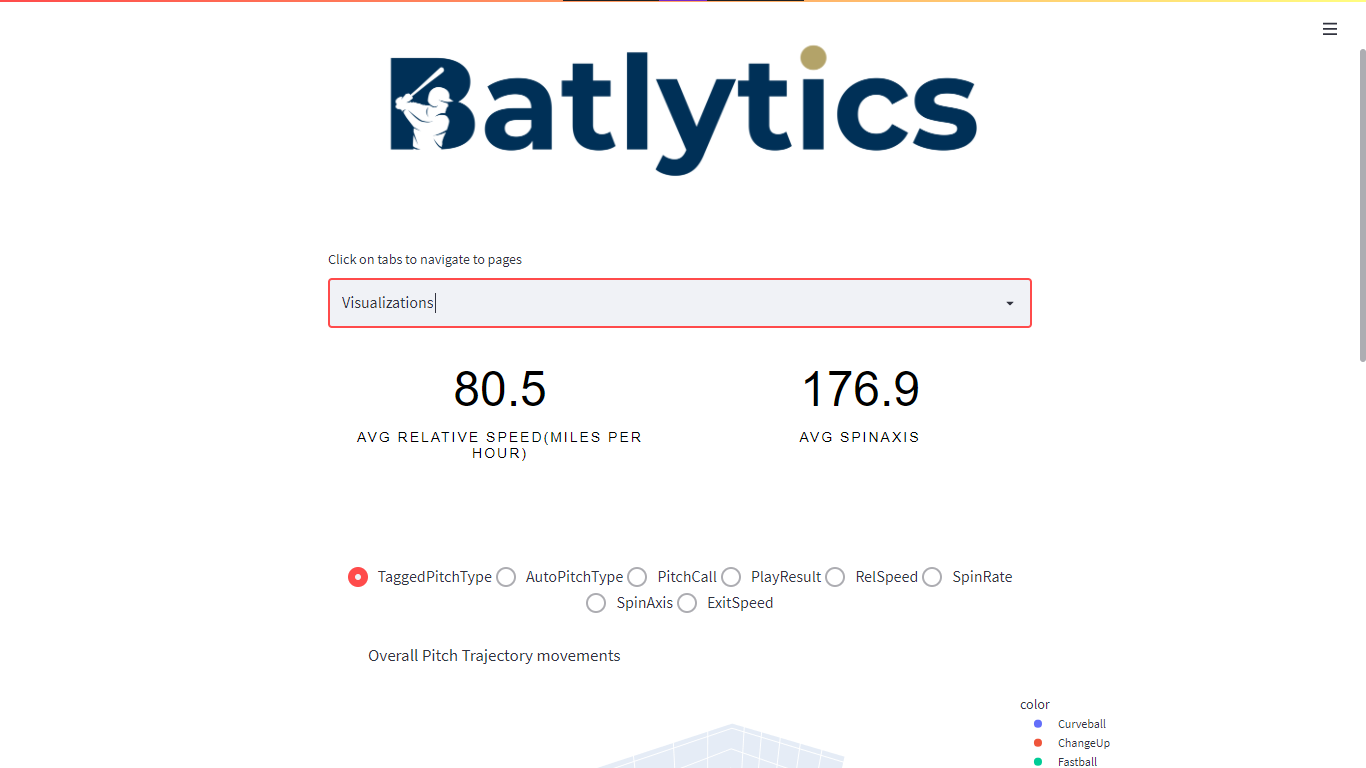 Batlytics
Click on tabs to navigate to pages
Visualizations
80.5
AVG RELATIVE SPEED(MILES PER
HOUR)
176.9
AVG SPINAXIS
TaggedPitchType AutoPitchType PitchCall PlayResult RelSpeed SpinRate
SpinAxis ExitSpeed
Overall Pitch Trajectory movements
color
Curveball
ChangeUp
Fastball